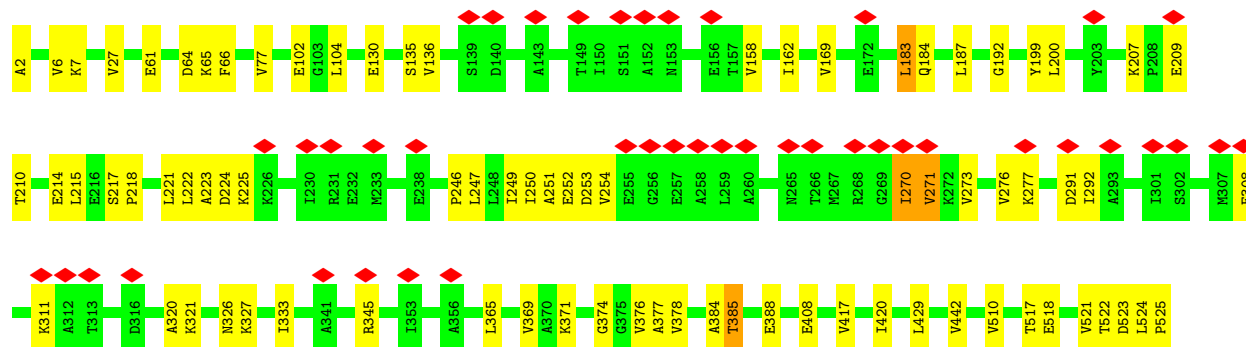 A2 V6 K7 V27 E61 D64 K65 F66 V77 E102 G103 L104 E130 S135 V136 S139 D140 A143 T149 I150 S151 A152 N153 E156 T157 V158 I162 V169 E172 L183 Q184 L187 G192 Y199 L200 Y203 K207 P208 E209
T210 E214 L215 E216 S217 P218 L221 L222 A223 D224 K225 K226 I230 R231 E232 M233 E238 P246 L247 L248 I249 I250 A251 E252 D253 V254 E255 G256 E257 A258 L259 A260 N265 T266 M267 R268 G269 I270 V271 K272 V273 V276 K277 D291 I292 A293 I301 S302 M307
K311 A312 T313 D316 A320 K321 N326 K327 I333 A341 R345 I353 A356 L365 V369 A370 K371 G374 G375 V376 A377 V378 A384 T385 E388 E408 V417 I420 L429 V442 V510 T517 E518 V521 T522 D523 L524 P525